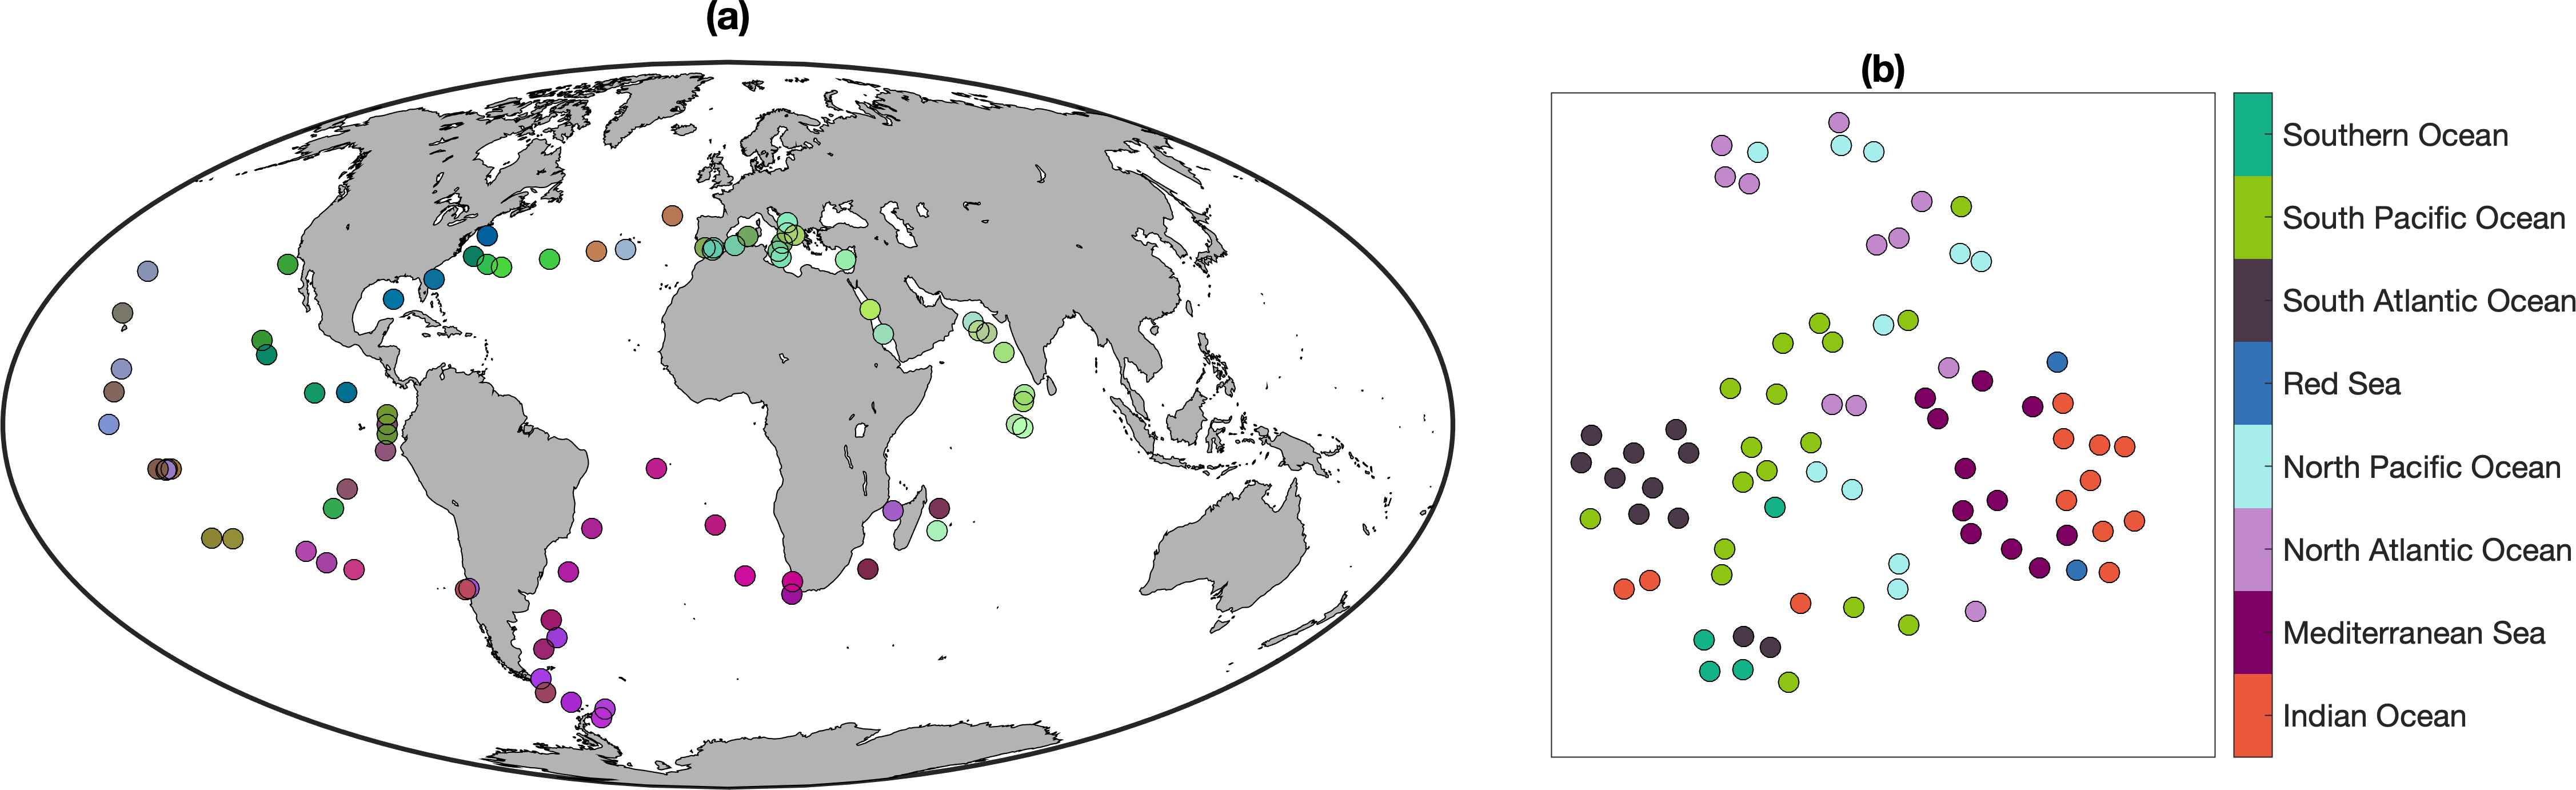 (a)
(b)
Southern Ocean
South Pacific Ocean
South Atlantic Ocean
Red Sea
North Pacific Ocean
North Atlantic Ocean
Mediterranean Sea
Indian Ocean